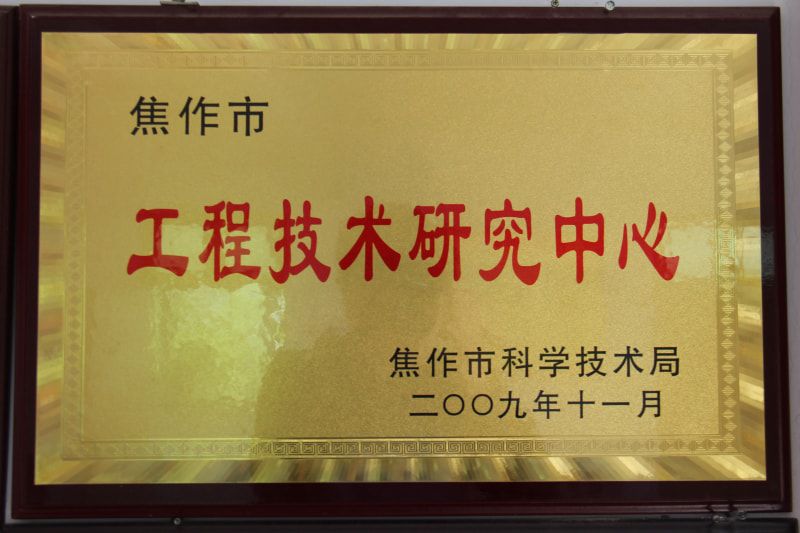 焦作市
工程技术研究中心
焦作市科学技术局
二〇〇九年十一月